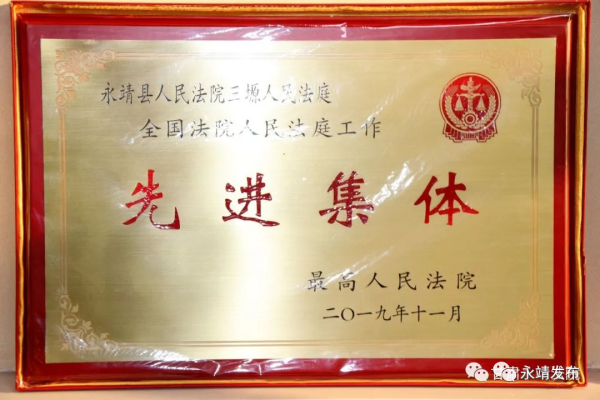 永靖县人民法院三塬人民法庭
全国法院人民法庭工作
先进集体
最高人民法院
二〇一九年十一月
永靖发布